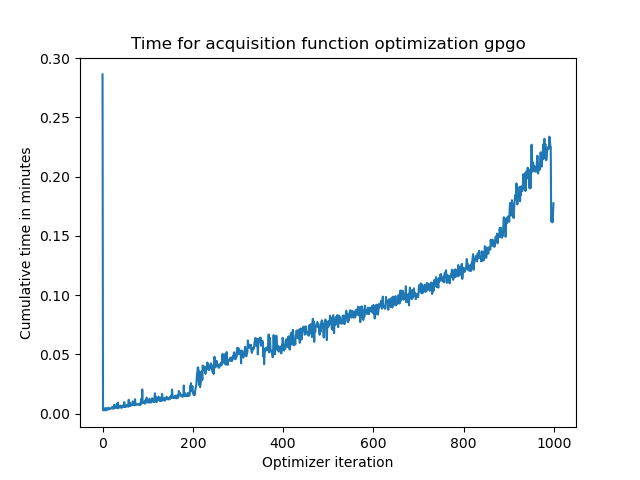 Time for acquisition function optimization gpgo
0.30
0.25
0.20
0.15
0.10
0.05
0.00
Cumulative time in minutes
0 200 400 600 800 1000
Optimizer iteration